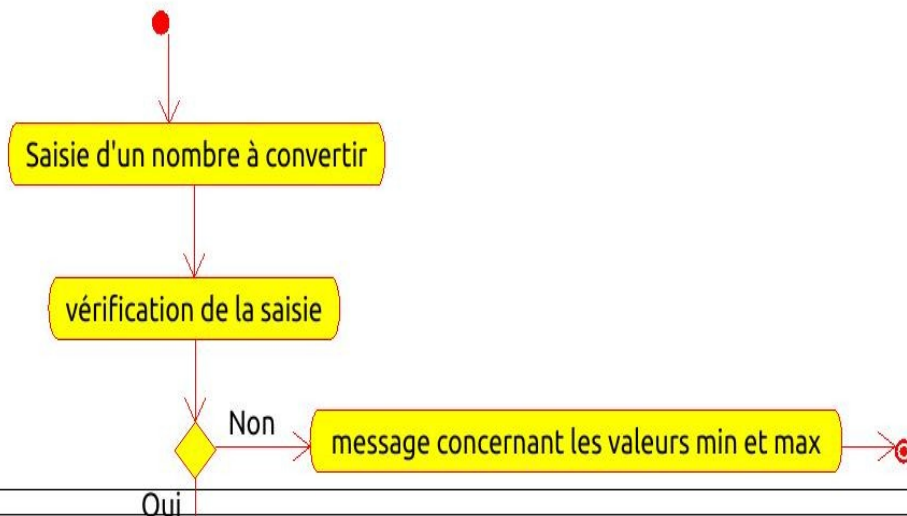 Saisie d'un nombre à convertir
vérification de la saisie
Non
message concernant les valeurs min et max
Oui